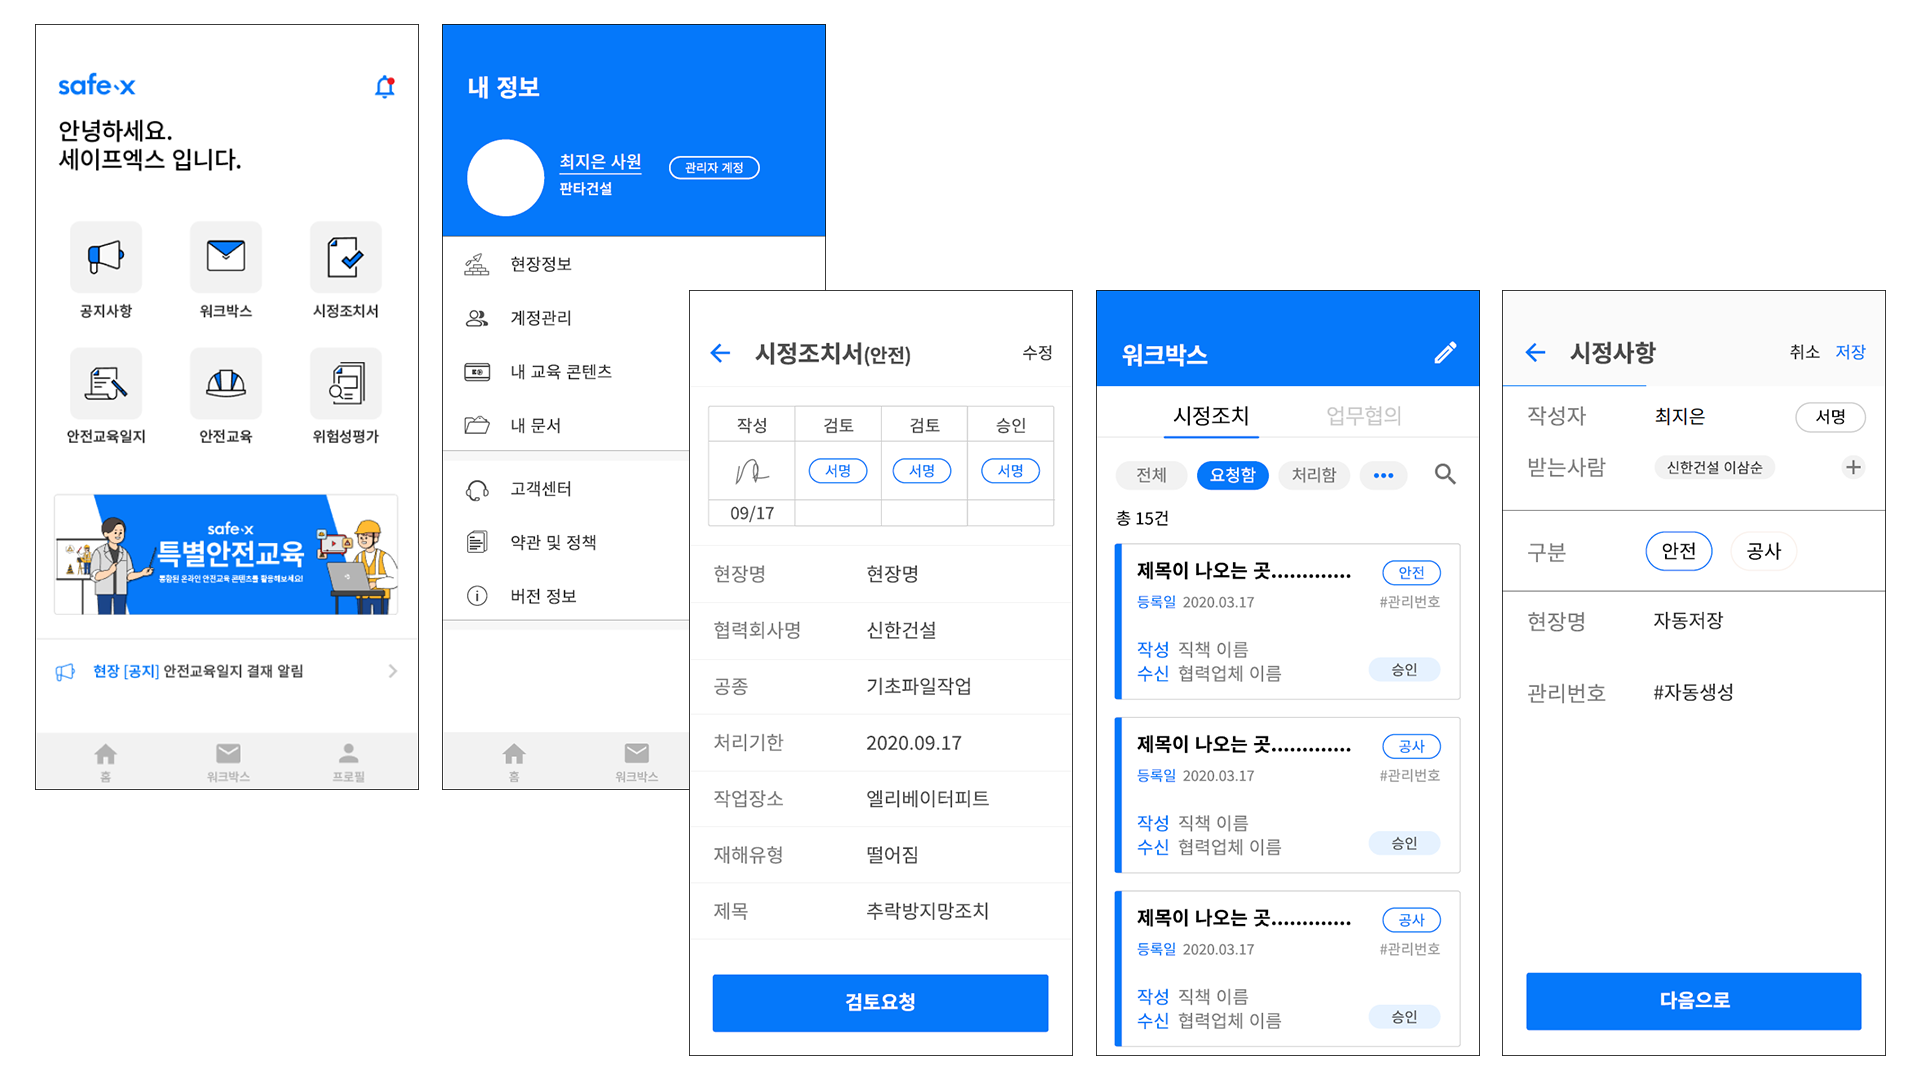 safe·x
안녕하세요.
세이프엑스 입니다.
공지사항
워크박스
시정조치서
안전교육일지
안전교육
위험성평가
safe·x
특별안전교육
통합된 온라인 안전교육 콘텐츠를 활용해보세요!
현장 [공지] 안전교육일지 결재 알림
홈
워크박스
프로필
내 정보
최지은 사원
관리자 계정
판타건설
현장정보
계정관리
내 교육 콘텐츠
내 문서
고객센터
약관 및 정책
버전 정보
홈
워크박스
시정조치서(안전)
수정
작성 검토 검토 승인
서명 서명 서명
09/17
현장명 현장명
협력회사명 신한건설
공종 기초파일작업
처리기한 2020.09.17
작업장소 엘리베이터피트
재해유형 떨어짐
제목 추락방지망조치
검토요청
워크박스
시정조치 업무협의
전체 요청함 처리함 •••
총 15건
제목이 나오는 곳............. 안전
등록일 2020.03.17 #관리번호
작성 직책 이름
수신 협력업체 이름 승인
제목이 나오는 곳............. 공사
등록일 2020.03.17 #관리번호
작성 직책 이름
수신 협력업체 이름 승인
제목이 나오는 곳............. 공사
등록일 2020.03.17 #관리번호
작성 직책 이름
수신 협력업체 이름 승인
시정사항 취소 저장
작성자 최지은 서명
받는사람 신한건설 이삼순 +
구분 안전 공사
현장명 자동저장
관리번호 #자동생성
다음으로